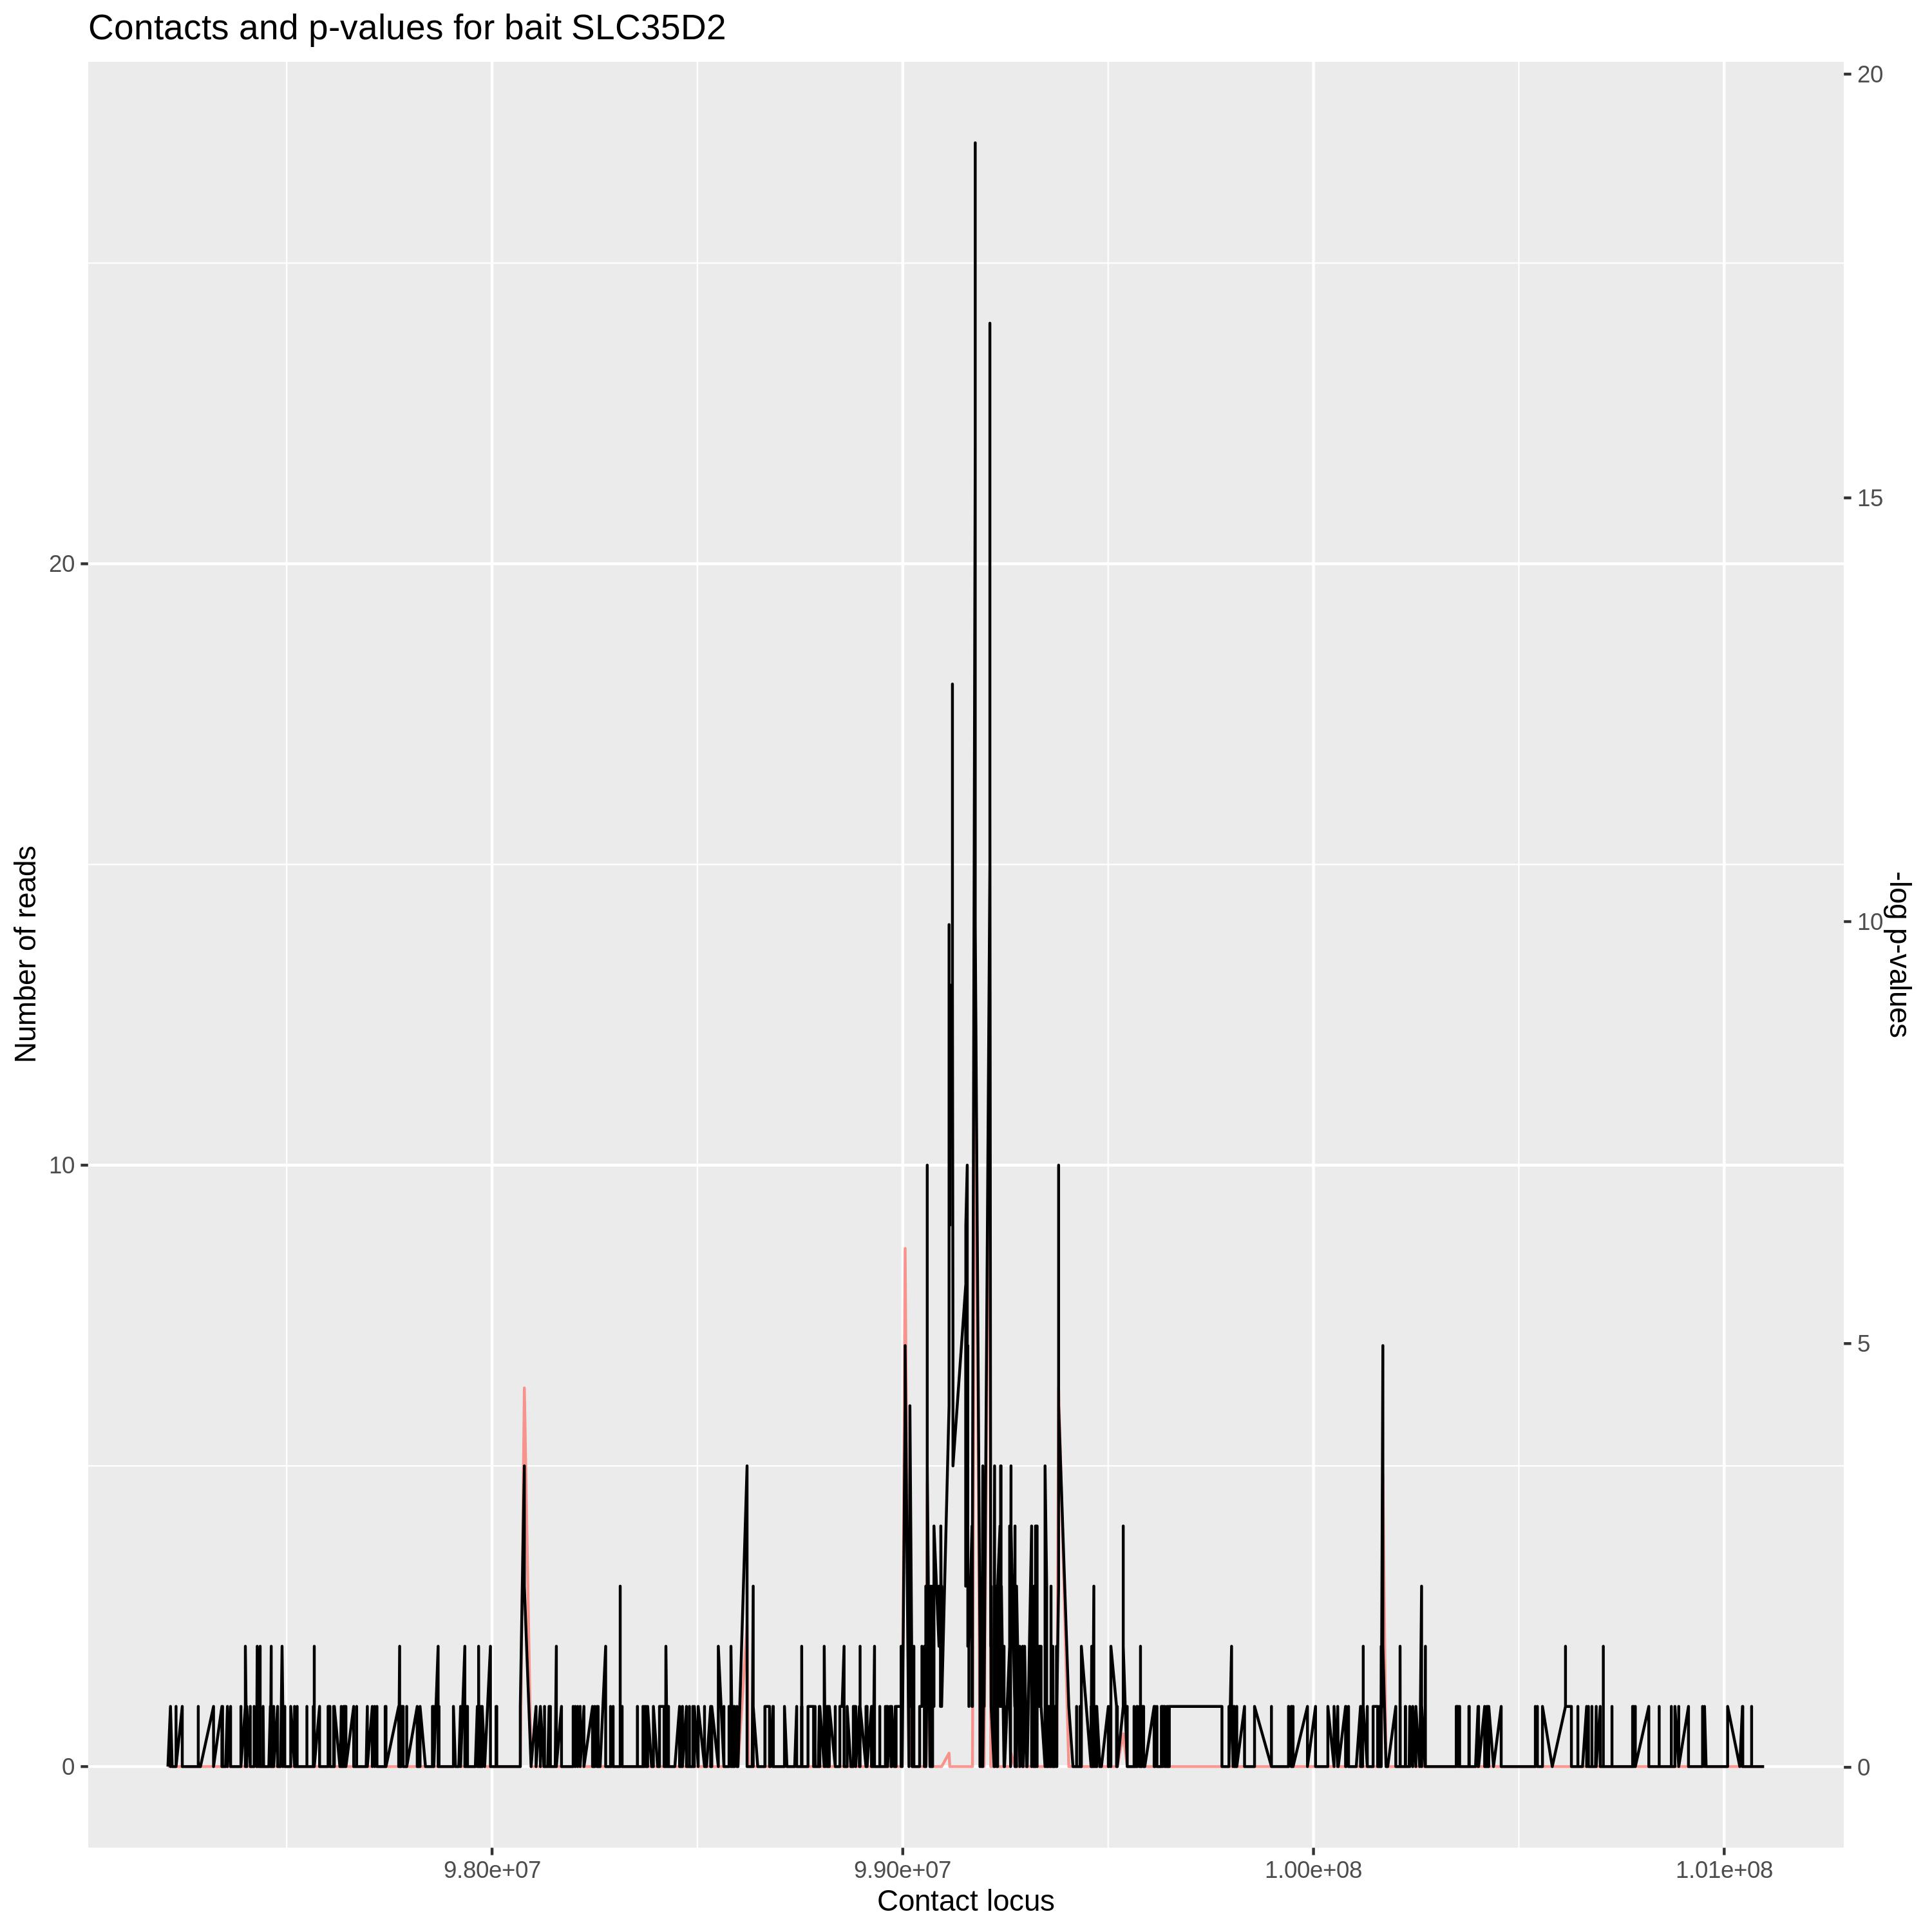 Contacts and p-values for bait SLC35D2
20
15
10
5
0
20
10
0
Number of reads
-log p-values
9.80e+07
9.90e+07
1.00e+08
1.01e+08
Contact locus